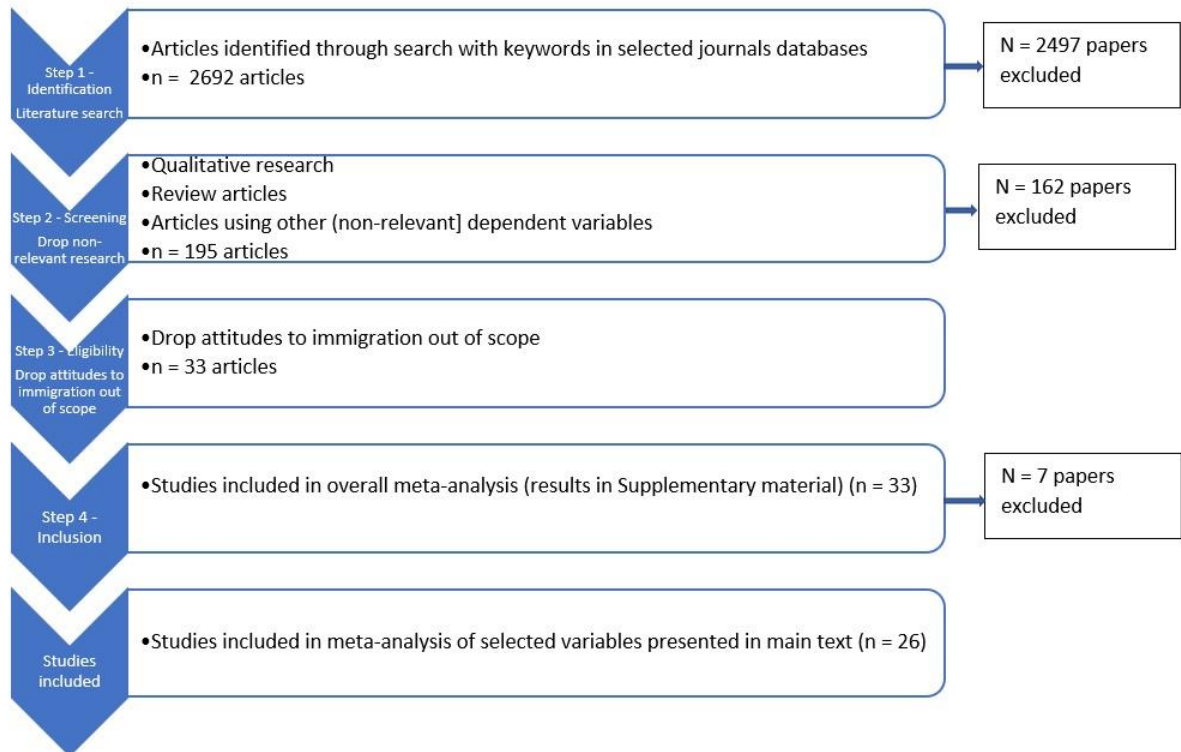 Step 1 -
Identification
Literature search
•Articles identified through search with keywords in selected journals databases
•n =  2692 articles
N = 2497 papers
excluded
Step 2 - Screening
Drop non-
relevant research
•Qualitative research
•Review articles
•Articles using other (non-relevant] dependent variables
•n = 195 articles
N = 162 papers
excluded
Step 3 - Eligibility
Drop attitudes to
immigration out
of scope
•Drop attitudes to immigration out of scope
•n = 33 articles
Step 4 -
Inclusion
•Studies included in overall meta-analysis (results in Supplementary material) (n = 33)
N = 7 papers
excluded
Studies
included
•Studies included in meta-analysis of selected variables presented in main text (n = 26)